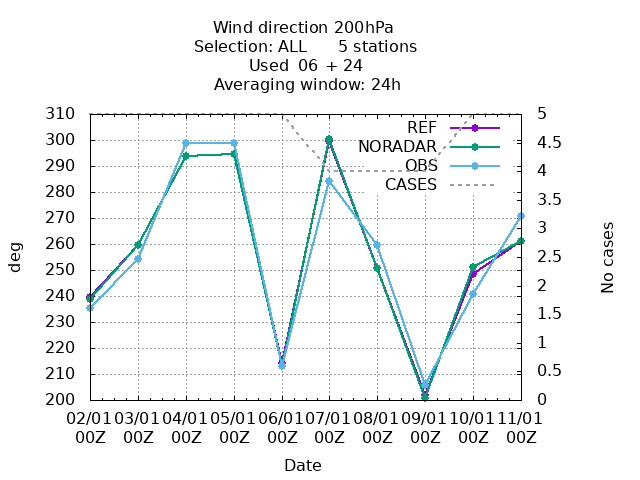 Wind direction 200hPa
Selection: ALL 5 stations
Used 06 + 24
Averaging window: 24h
310 5
300 4.5
290 4
280 3.5
270 3
260 2.5
250 2
240 1.5
230 1
220 0.5
210 0
200
REF
NORADAR
OBS
CASES
deg
No cases
02/01 03/01 04/01 05/01 06/01 07/01 08/01 09/01 10/01 11/01
00Z 00Z 00Z 00Z 00Z 00Z 00Z 00Z 00Z 00Z
Date